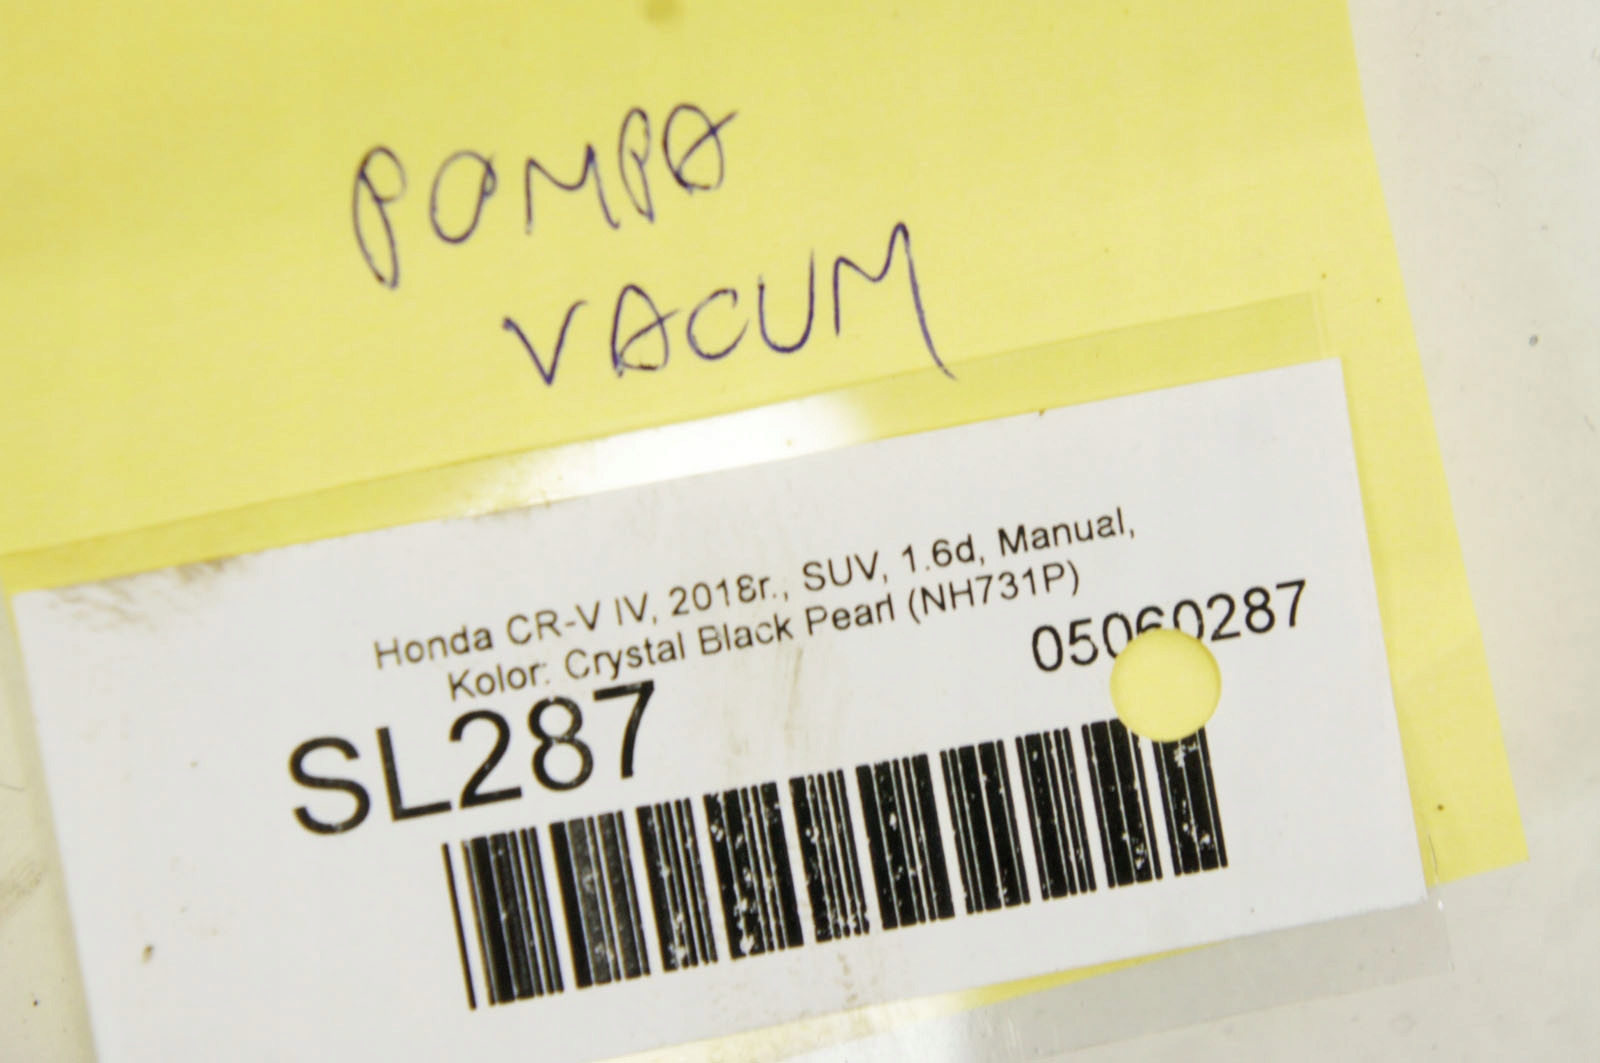 POMPA
VACUM
Honda CR-V IV, 2018r., SUV, 1.6d, Manual,
Kolor: Crystal Black Pearl (NH731P)
05060287
SL287